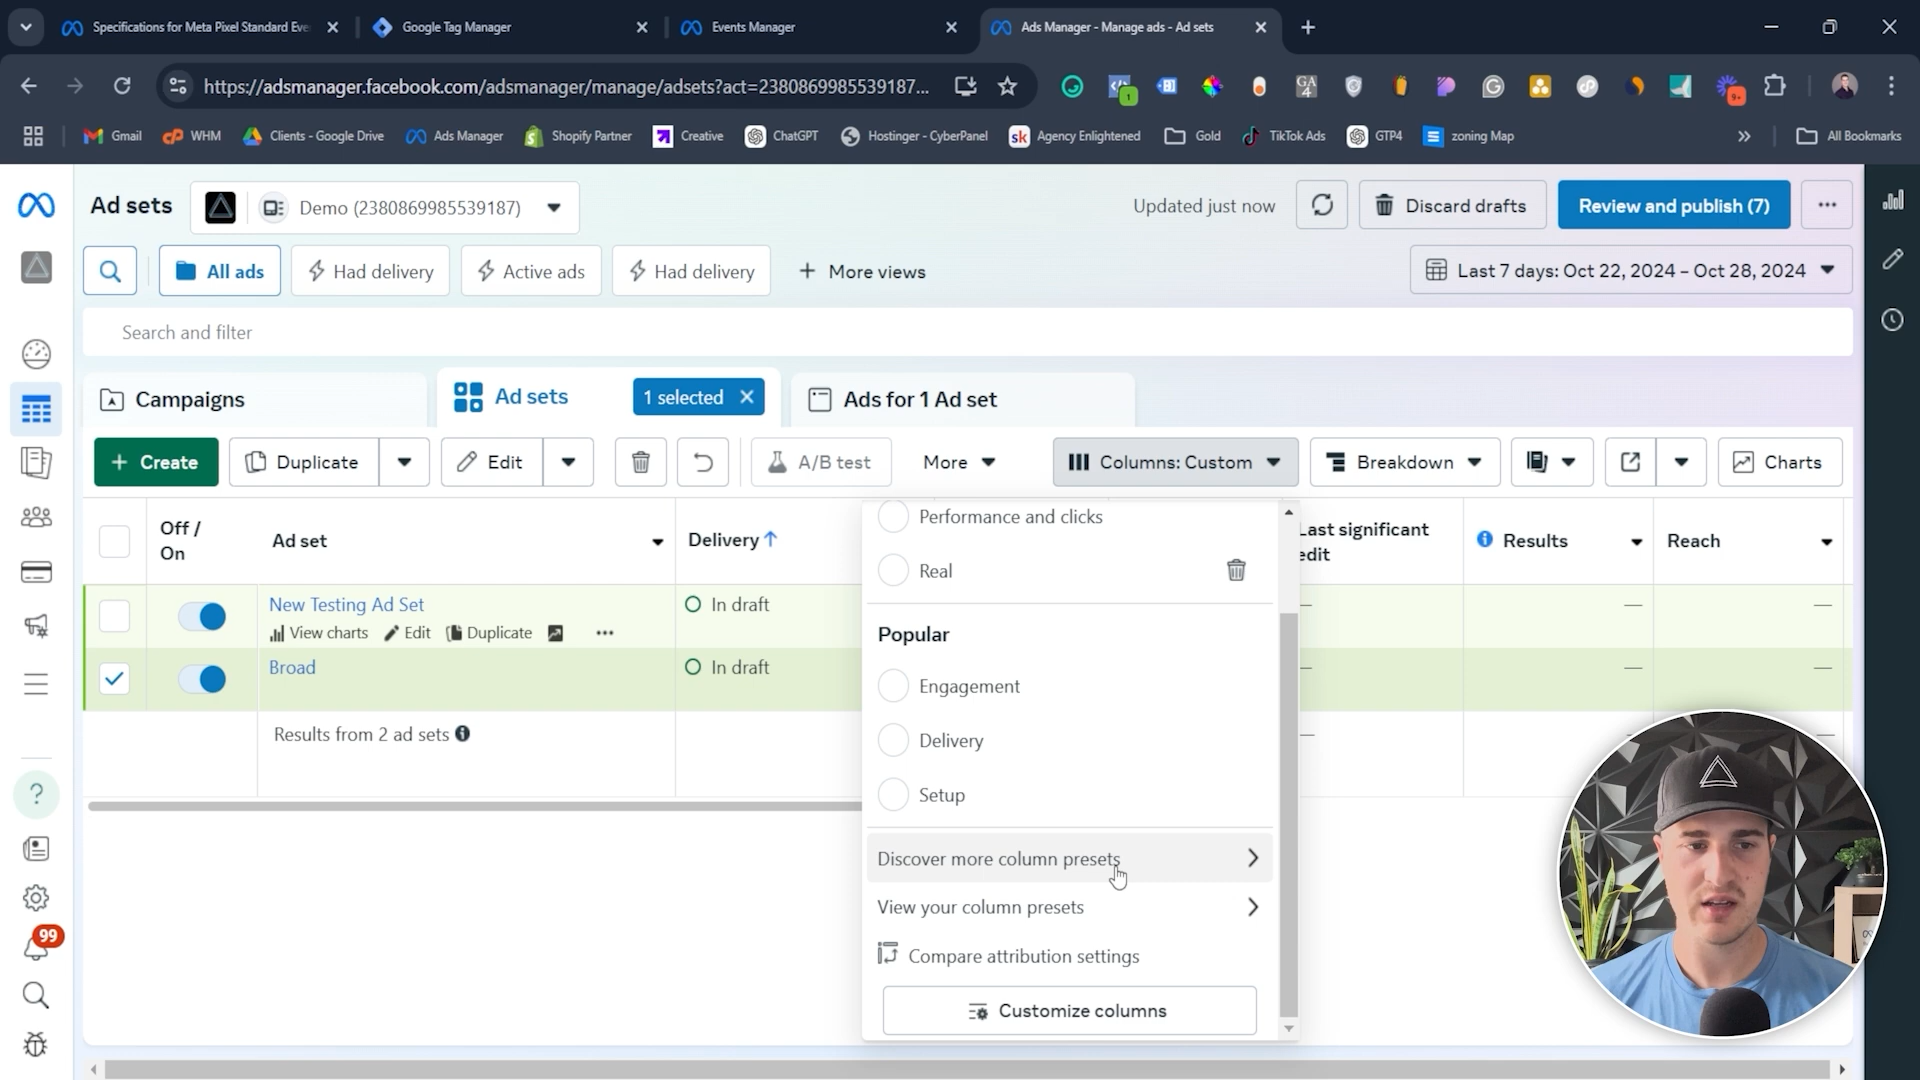 Specifications for Meta Pixel Standard Eve
Google Tag Manager
Events Manager
Ads Manager - Manage ads - Ad sets
https://adsmanager.facebook.com/adsmanager/manage/adsets?act=2380869985539187...
1
GA
4
9+
Gmail
WHM
Clients - Google Drive
Ads Manager
Shopify Partner
Creative
ChatGPT
Hostinger - CyberPanel
sk
Agency Enlightened
Gold
TikTok Ads
GTP4
zoning Map
All Bookmarks
Ad sets
Demo (2380869985539187)
Updated just now
Discard drafts
Review and publish (7)
All ads
Had delivery
Active ads
Had delivery
More views
Last 7 days: Oct 22, 2024 – Oct 28, 2024
Search and filter
Campaigns
Ad sets
1 selected
Ads for 1 Ad set
Create
Duplicate
Edit
A/B test
More
Columns: Custom
Breakdown
Charts
Off /
On
Ad set
Delivery
Last significant
edit
Results
Reach
New Testing Ad Set
View charts
Edit
Duplicate
In draft
Broad
In draft
Results from 2 ad sets
Performance and clicks
Real
Popular
Engagement
Delivery
Setup
Discover more column presets
View your column presets
Compare attribution settings
Customize columns
99